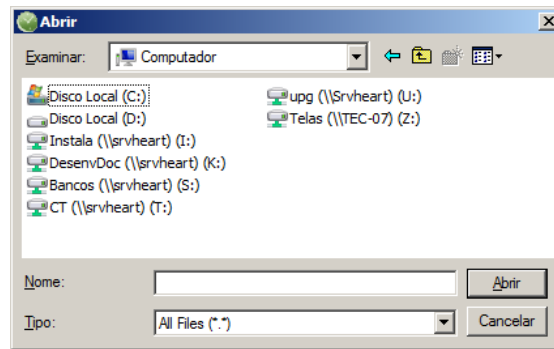 Abrir
Examinar: Computador
Disco Local (C:)
Disco Local (D:)
Instala (\\srvheart) (I:)
DesenvDoc (\\srvheart) (K:)
Bancos (\\srvheart) (S:)
CT (\\srvheart) (T:)
upg (\\Srvheart) (U:)
Telas (\\TEC-07) (Z:)
Nome: Abrir
Tipo: All Files (*.*) Cancelar